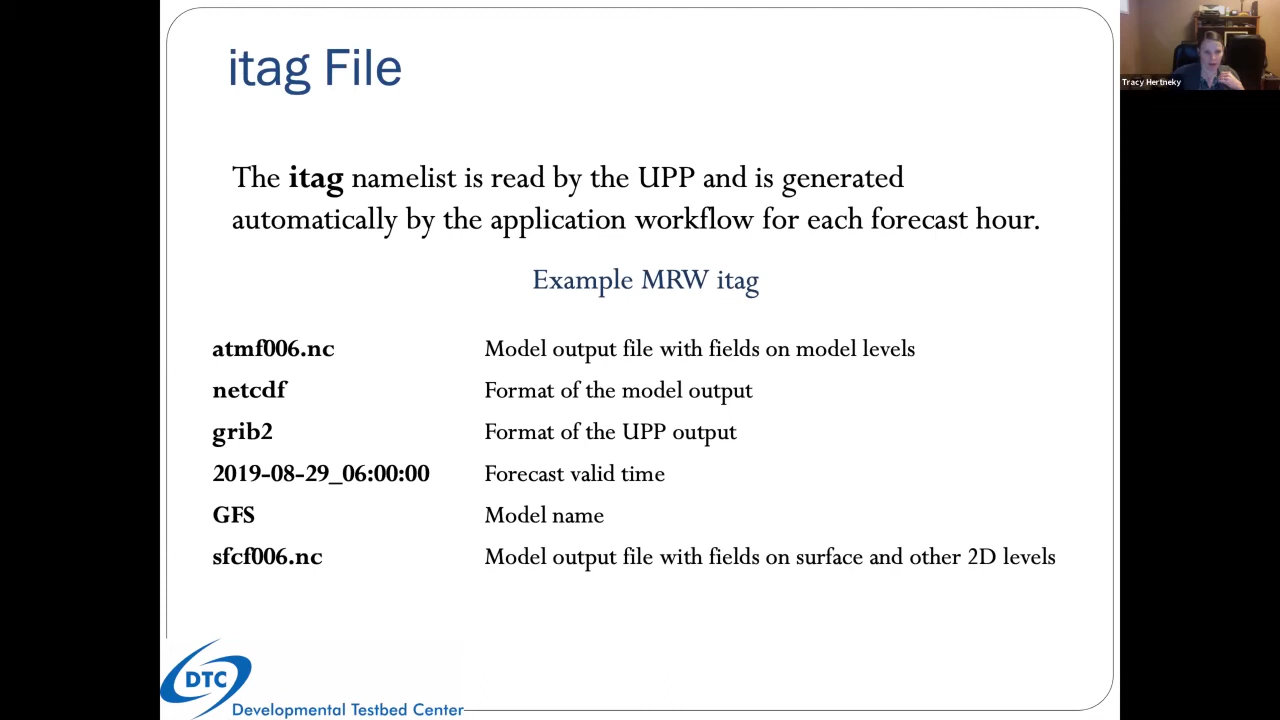 itag File
Tracy Hertneky
The itag namelist is read by the UPP and is generated
automatically by the application workflow for each forecast hour.
Example MRW itag
atmf006.nc Model output file with fields on model levels
netcdf Format of the model output
grib2 Format of the UPP output
2019-08-29_06:00:00 Forecast valid time
GFS Model name
sfcf006.nc Model output file with fields on surface and other 2D levels
DTC
Developmental Testbed Center